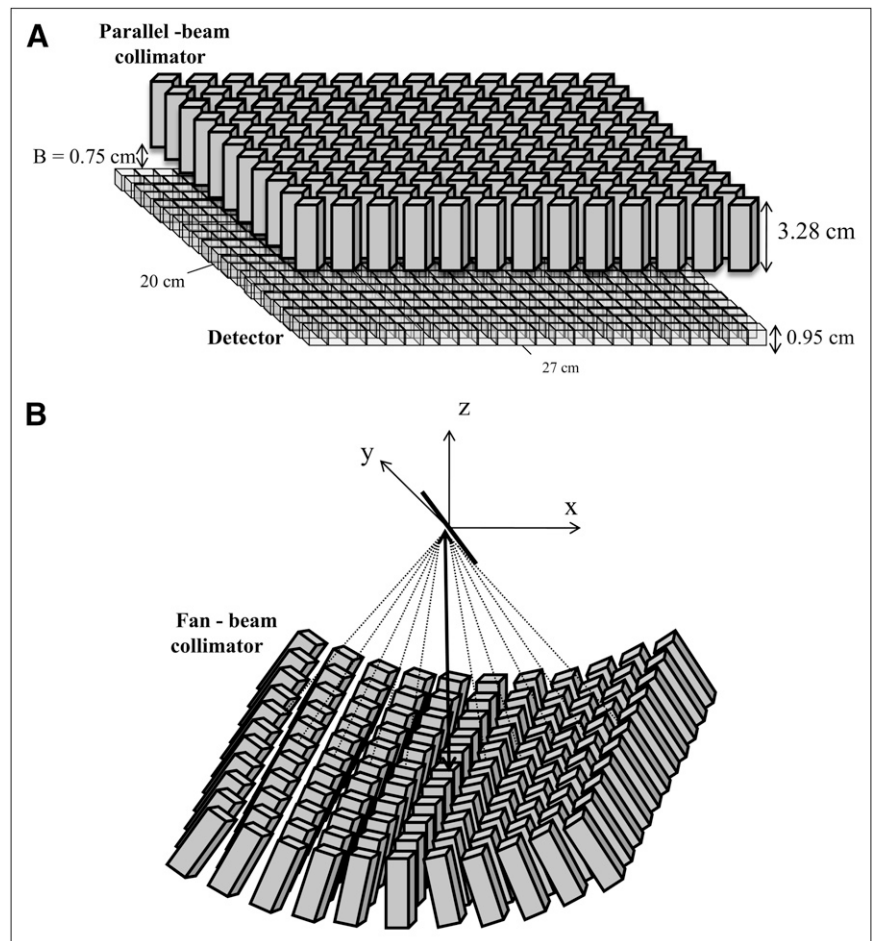 A
Parallel -beam
collimator
B = 0.75 cm
3.28 cm
20 cm
Detector
0.95 cm
27 cm
B
z
y
x
Fan - beam
collimator